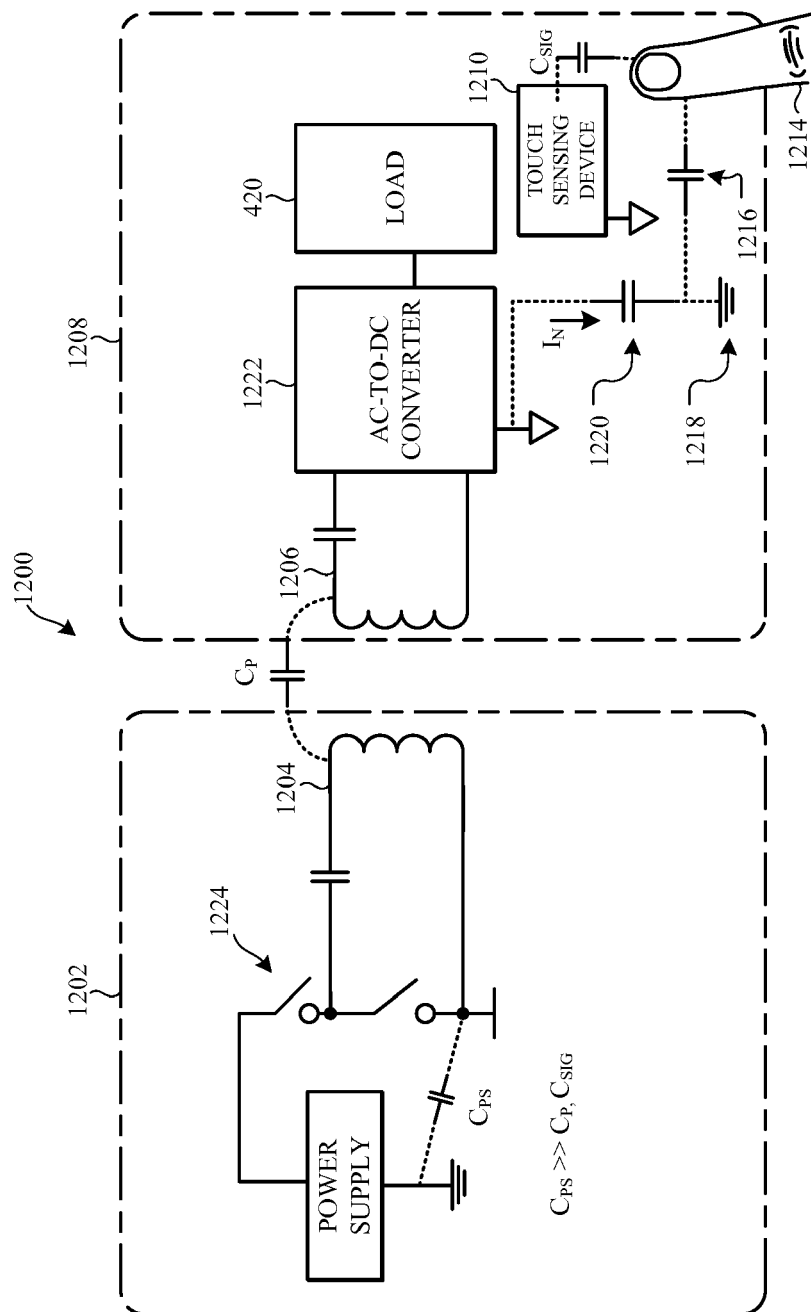 1200
1202
1224
POWER
SUPPLY
C_PS
C_PS >> C_P, C_SIG
1204
C_P
1206
1208
1222
AC-TO-DC
CONVERTER
420
LOAD
1210
TOUCH
SENSING
DEVICE
C_SIG
I_N
1220
1218
1216
1214